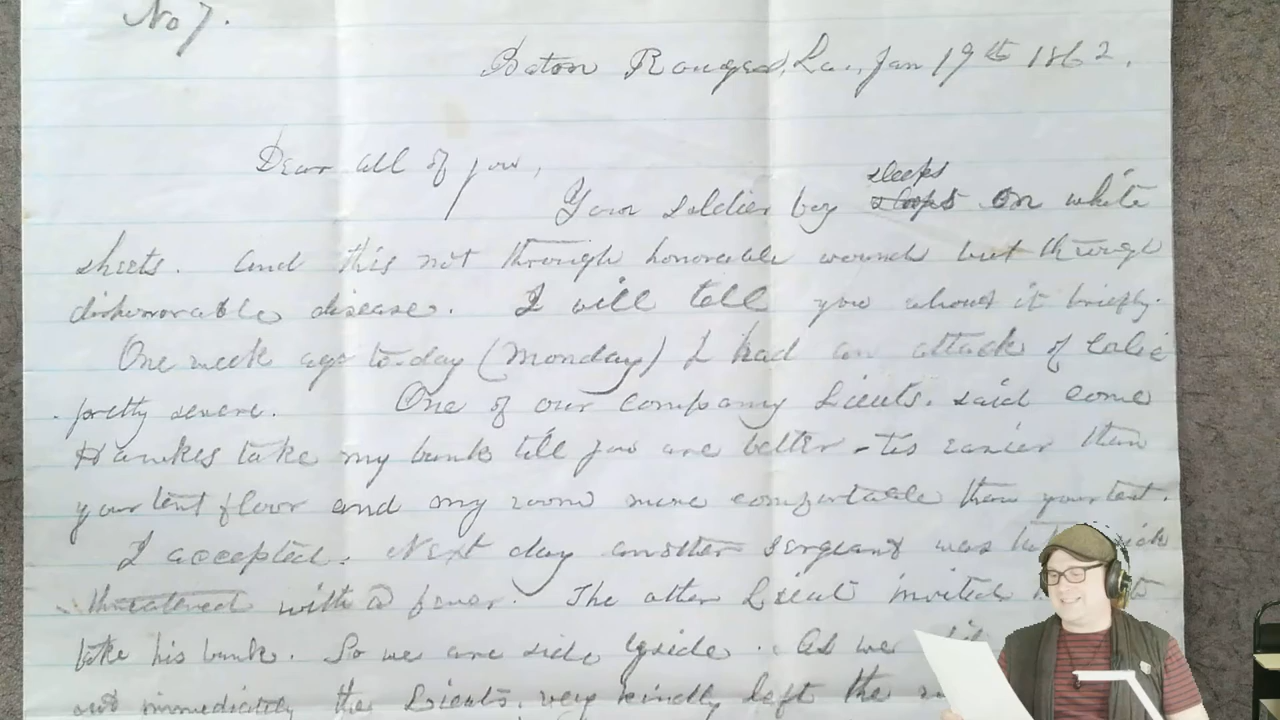 No 7.
Baton Rouge, La., Jan 19th 1862.
Dear all of you,
sleeps
Your soldier boy sleeps on white
sheets. And this not through honorable wounds but through
dishonorable disease. I will tell you about it briefly.
One week ago to-day (Monday) I had an attack of Colic
pretty severe. One of our company Lieuts. said come
Hawkes take my bunk till you are better - tis easier than
your tent floor and my room more comfortable than your tent.
I accepted. Next day another sergeant was
threatened with a fever. The other Lieut invited
take his bunk. So we are side by side. As we
and immediately the Lieuts. very kindly left the